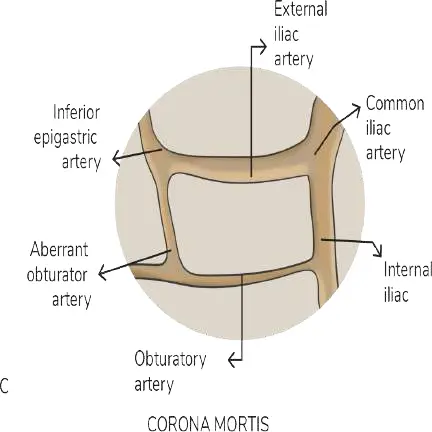 External
iliac
artery
Common
iliac
artery
Inferior
epigastric
artery
Aberrant
obturator
artery
Internal
iliac
Obturatory
artery
C
CORONA MORTIS